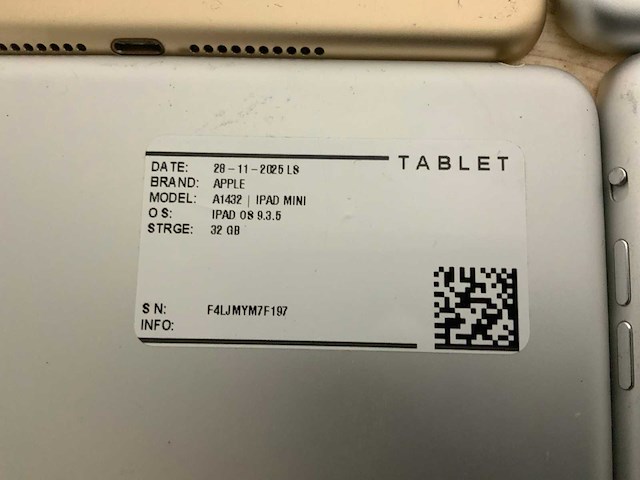 TABLET
DATE: 28-11-2025 LS
BRAND: APPLE
MODEL: A1432 | IPAD MINI
OS: IPAD OS 9.3.5
STRGE: 32 GB
SN: F4LJMYM7F197
INFO: